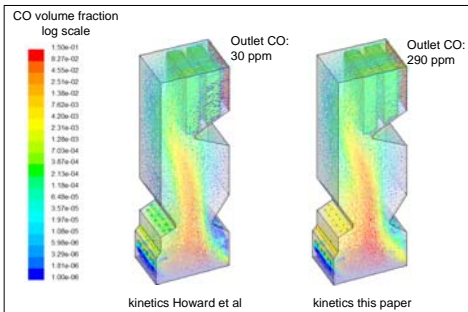 CO volume fraction
log scale
1.50e-01
8.27e-02
4.55e-02
2.51e-02
1.38e-02
7.62e-03
4.20e-03
2.31e-03
1.28e-03
7.03e-04
3.87e-04
2.13e-04
1.18e-04
6.48e-05
3.57e-05
1.97e-05
1.08e-05
5.98e-06
3.29e-06
1.81e-06
1.00e-06
Outlet CO:
30 ppm
Outlet CO:
290 ppm
kinetics Howard et al
kinetics this paper